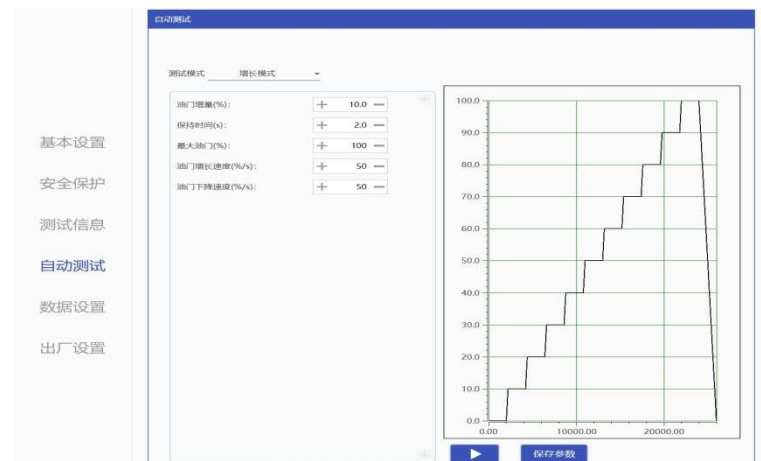 自动测试
测试模式 增长模式
油门增量(%): + 10.0 —
保持时间(s): + 2.0 —
最大油门(%): + 100 —
油门增长速度(%/s): + 50 —
油门下降速度(%/s): + 50 —
基本设置
安全保护
测试信息
自动测试
数据设置
出厂设置
100.0
90.0
80.0
70.0
60.0
50.0
40.0
30.0
20.0
10.0
0.0
0.00 10000.00 20000.00
保存参数